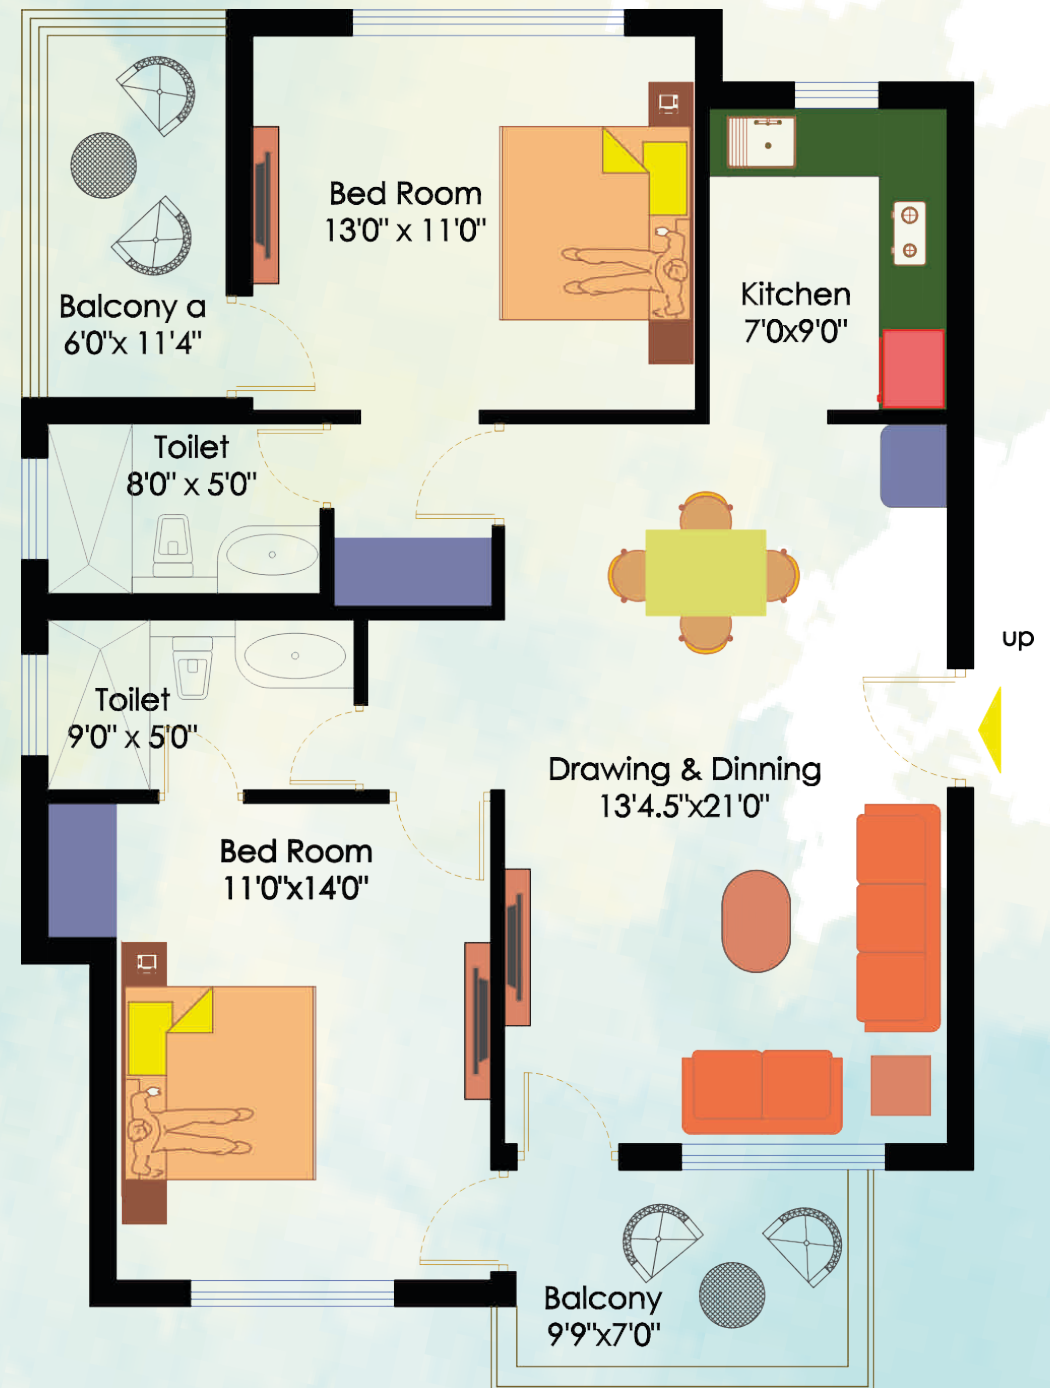 Bed Room
13'0" x 11'0"
Balcony a
6'0"x 11'4"
Kitchen
7'0x9'0"
Toilet
8'0" x 5'0"
up
Toilet
9'0" x 5'0"
Drawing & Dinning
13'4.5"x21'0"
Bed Room
11'0"x14'0"
Balcony
9'9"x7'0"